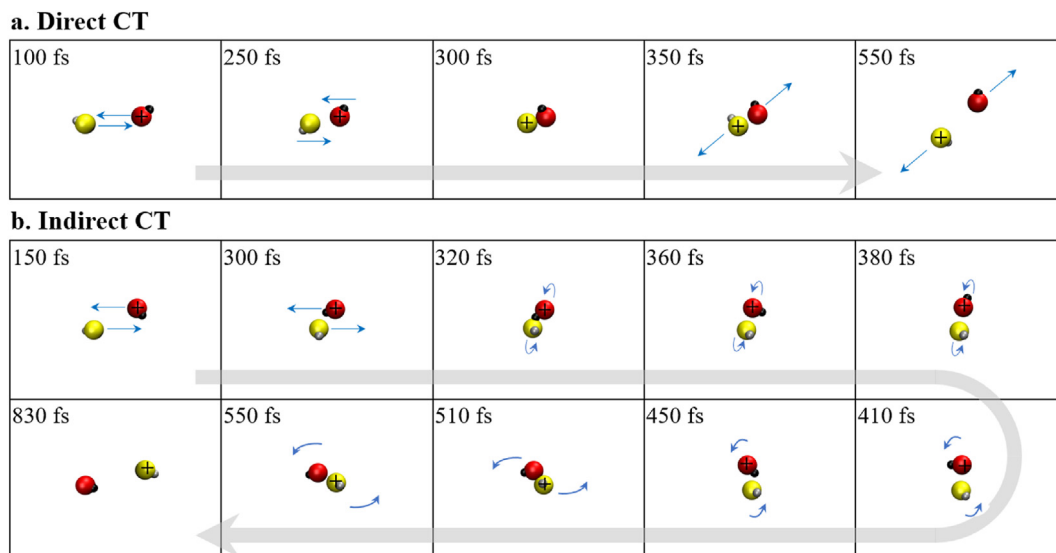 a. Direct CT
100 fs 250 fs 300 fs 350 fs 550 fs
+ + + + +
b. Indirect CT
150 fs 300 fs 320 fs 360 fs 380 fs
+ + + + +
830 fs 550 fs 510 fs 450 fs 410 fs
+ + + + +